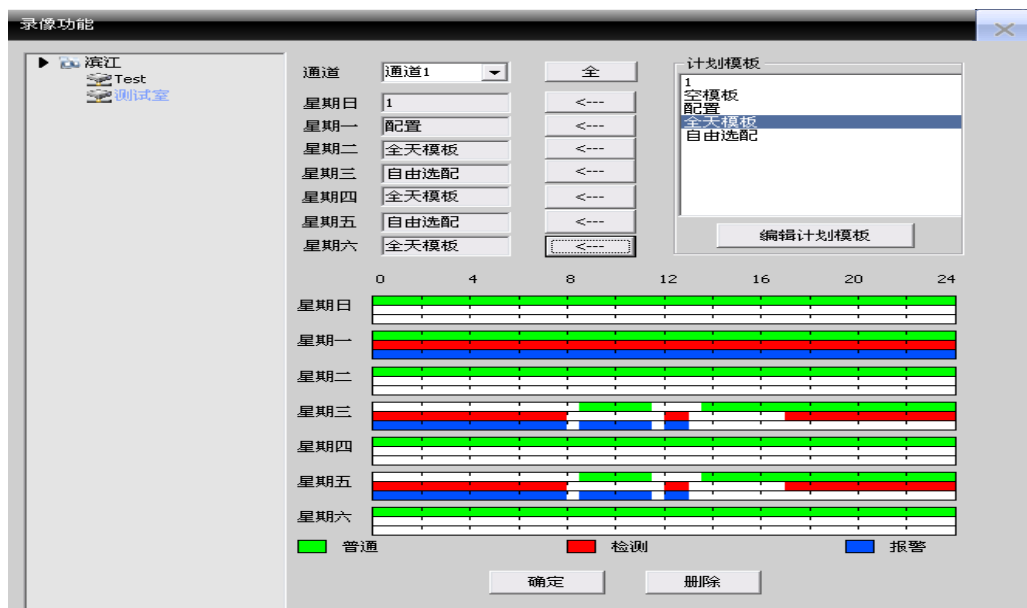 录像功能
滨江
Test
测试室
通道 通道1 全
星期日 1 <---
星期一 配置 <---
星期二 全天模板 <---
星期三 自由选配 <---
星期四 全天模板 <---
星期五 自由选配 <---
星期六 全天模板 <---
计划模板
1
空模板
配置
全天模板
自由选配
编辑计划模板
0 4 8 12 16 20 24
星期日
星期一
星期二
星期三
星期四
星期五
星期六
普通 检测 报警
确定 删除